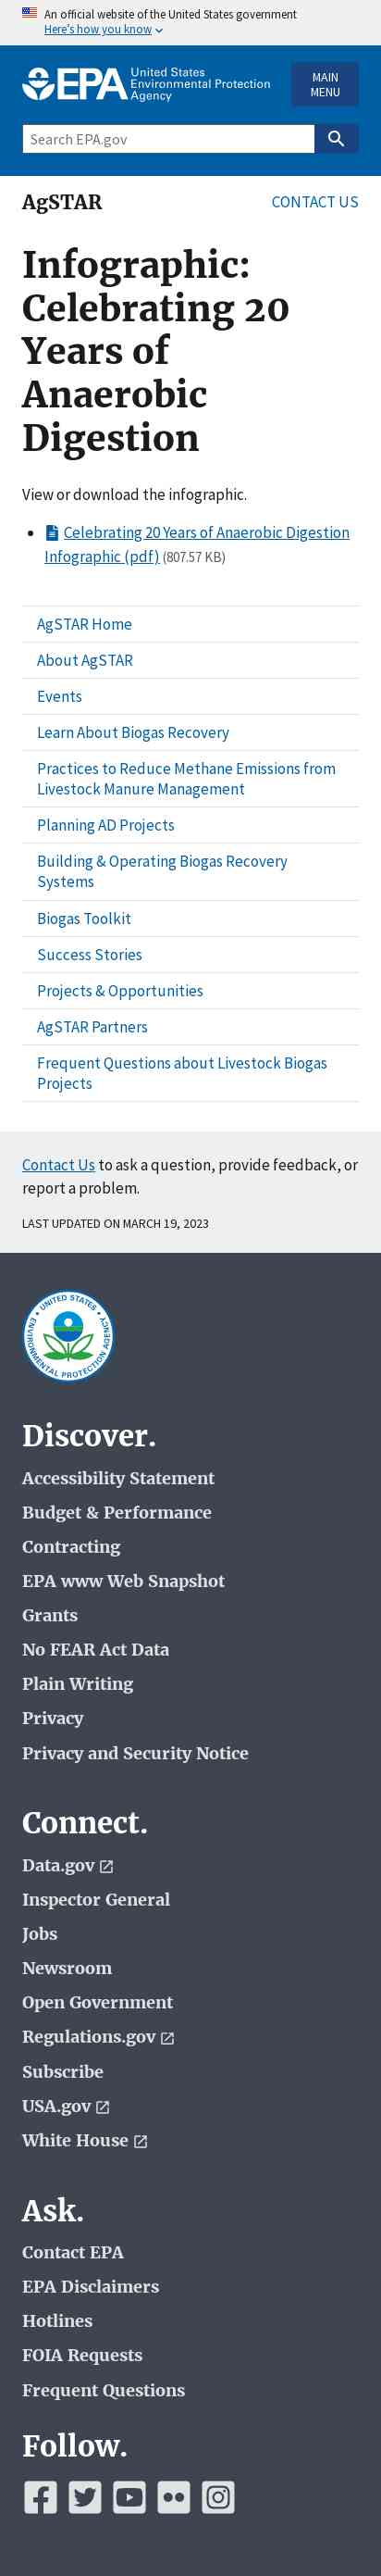 An official website of the United States government
Here's how you know
EPA United States
Environmental Protection
Agency
MAIN
MENU
Search EPA.gov
AgSTAR
CONTACT US
Infographic:
Celebrating 20
Years of
Anaerobic
Digestion
View or download the infographic.
Celebrating 20 Years of Anaerobic Digestion
Infographic (pdf) (807.57 KB)
AgSTAR Home
About AgSTAR
Events
Learn About Biogas Recovery
Practices to Reduce Methane Emissions from
Livestock Manure Management
Planning AD Projects
Building & Operating Biogas Recovery
Systems
Biogas Toolkit
Success Stories
Projects & Opportunities
AgSTAR Partners
Frequent Questions about Livestock Biogas
Projects
Contact Us to ask a question, provide feedback, or
report a problem.
LAST UPDATED ON MARCH 19, 2023
UNITED STATES
ENVIRONMENTAL PROTECTION AGENCY
Discover.
Accessibility Statement
Budget & Performance
Contracting
EPA www Web Snapshot
Grants
No FEAR Act Data
Plain Writing
Privacy
Privacy and Security Notice
Connect.
Data.gov
Inspector General
Jobs
Newsroom
Open Government
Regulations.gov
Subscribe
USA.gov
White House
Ask.
Contact EPA
EPA Disclaimers
Hotlines
FOIA Requests
Frequent Questions
Follow.